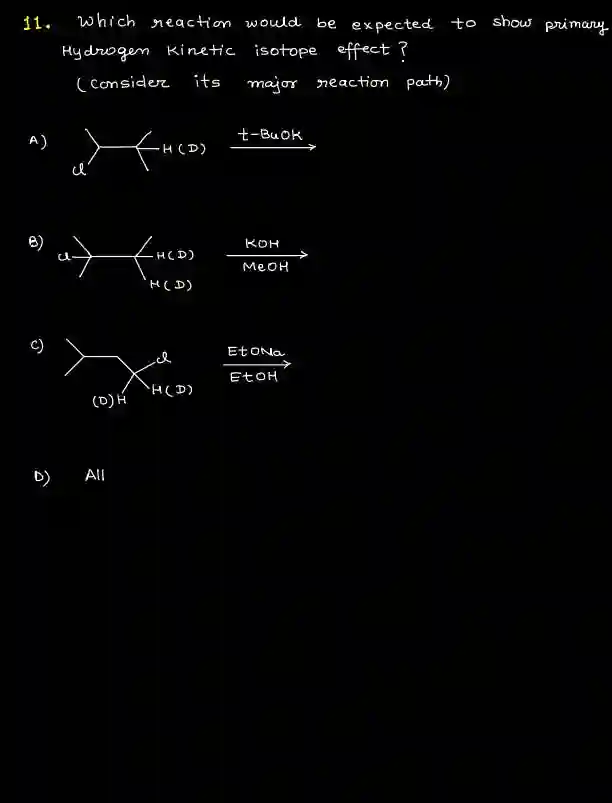 11. Which reaction would be expected to show primary
Hydrogen Kinetic isotope effect ?
(consider its major reaction path)
A)
Cl
H(D)
t-BuOK
B)
Cl
H(D)
H(D)
KOH
MeOH
C)
Cl
(D)H
H(D)
EtONa
EtOH
D) All